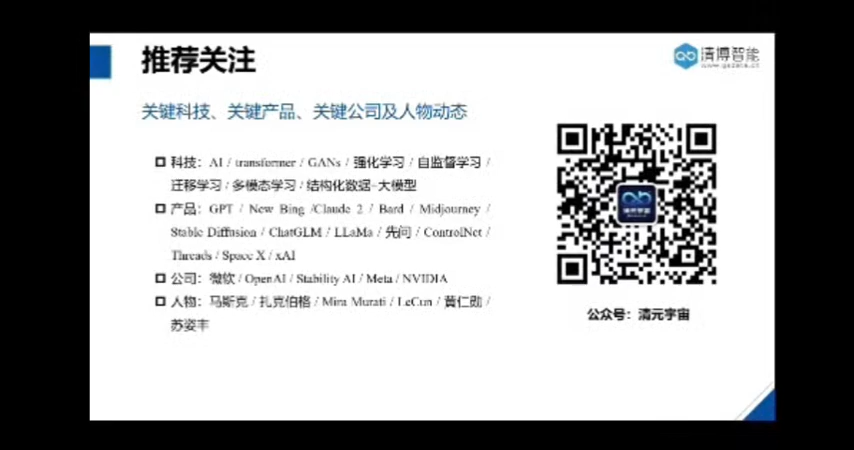 推荐关注
清博智能
关键科技、关键产品、关键公司及人物动态
科技：AI / transformer / GANs / 强化学习 / 自监督学习 /
迁移学习 / 多模态学习 / 结构化数据+大模型
产品：GPT / New Bing /Claude 2 / Bard / Midjourney /
Stable Diffusion / ChatGLM / LLaMa / 先问 / ControlNet /
Threads / Space X / xAI
公司：微软 / OpenAI / Stability AI / Meta / NVIDIA
人物：马斯克 / 扎克伯格 / Mira Murati / LeCun / 黄仁勋 /
苏姿丰
清元宇宙
公众号：清元宇宙